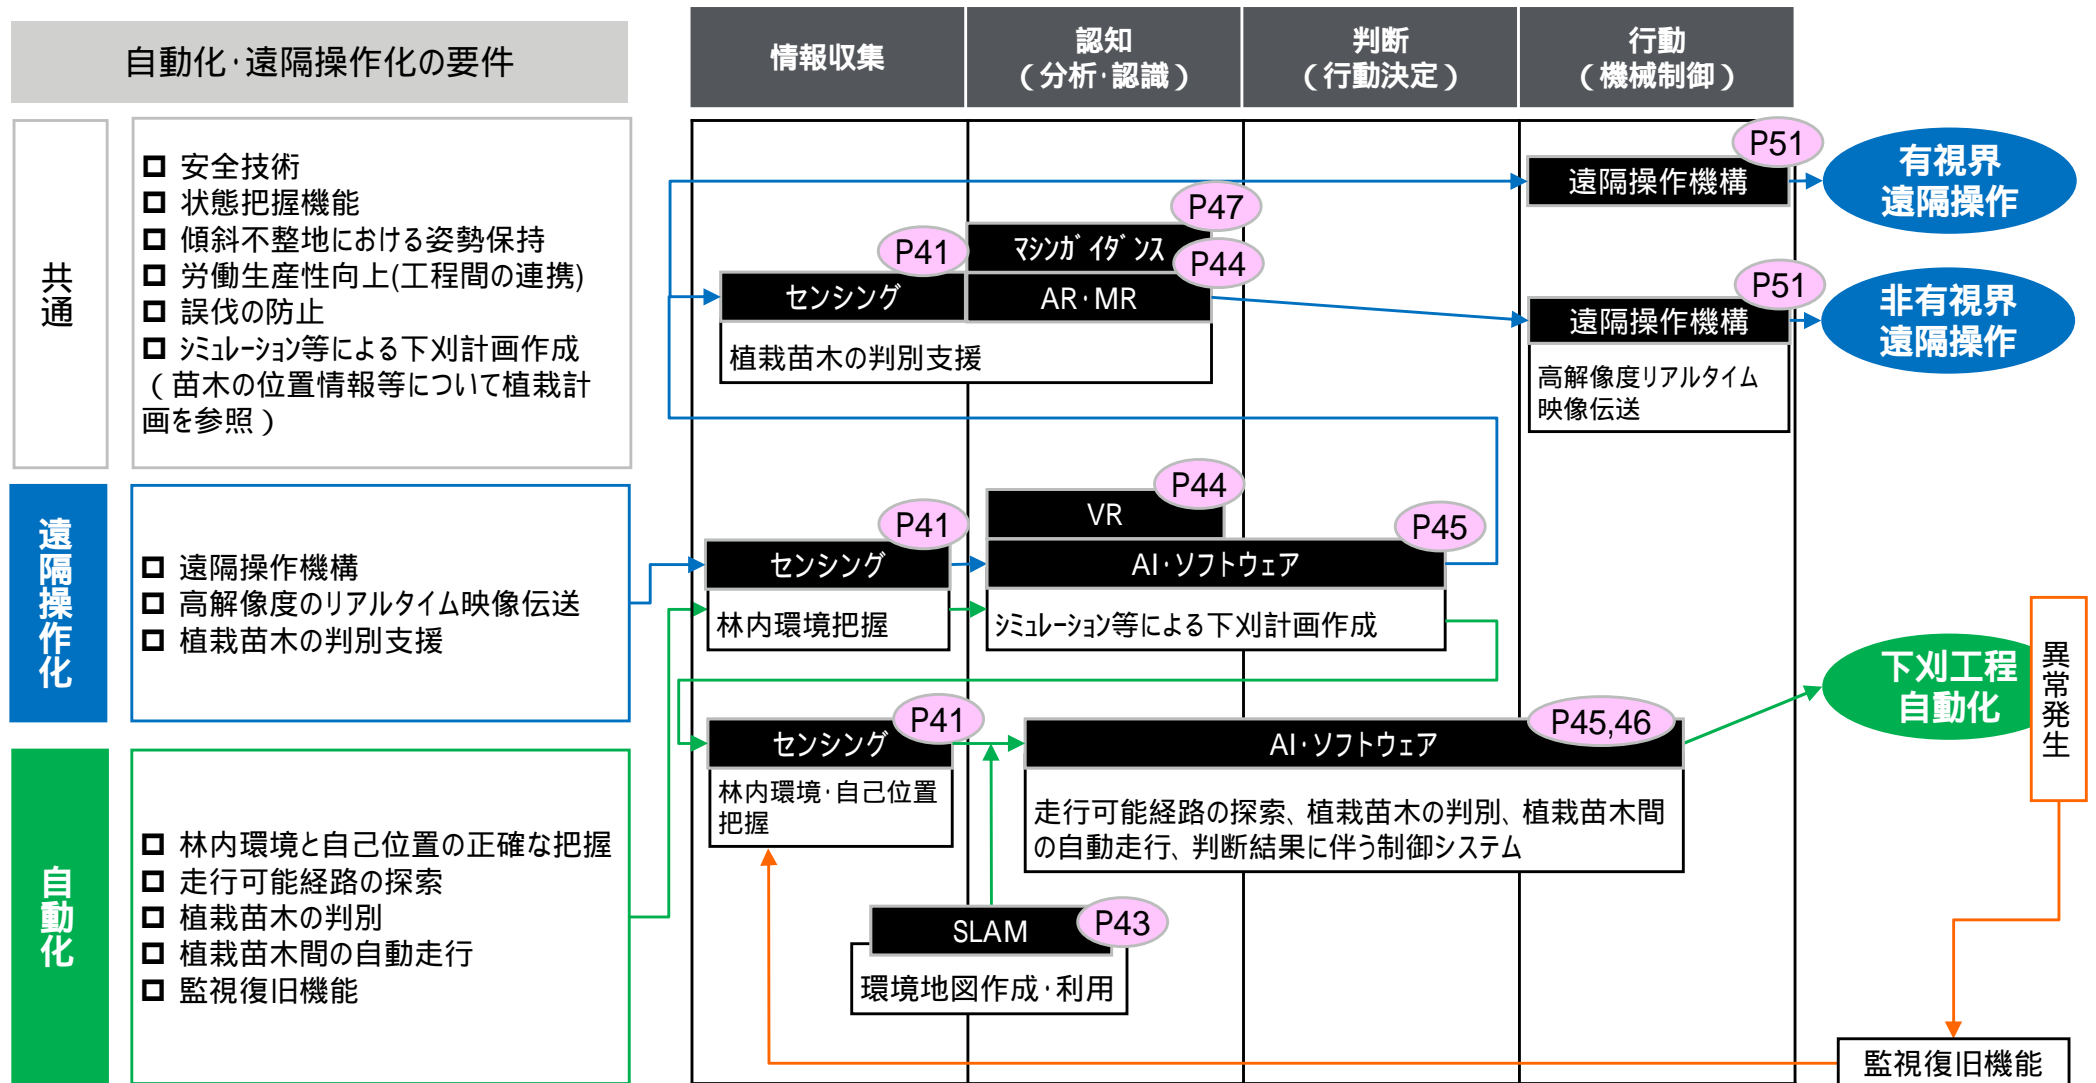 自動化・遠隔操作化の要件
情報収集
認知
（分析・認識）
判断
（行動決定）
行動
（機械制御）
共通
安全技術
状態把握機能
傾斜不整地における姿勢保持
労働生産性向上(工程間の連携)
誤伐の防止
ｼﾐｭﾚｰｼｮﾝ等による下刈計画作成
（苗木の位置情報等について植栽計
画を参照）
P51
遠隔操作機構
有視界
遠隔操作
P47
マシンガイダンス
P41
P44
センシング
AR・MR
植栽苗木の判別支援
P51
遠隔操作機構
高解像度リアルタイム
映像伝送
非有視界
遠隔操作
遠隔操作化
遠隔操作機構
高解像度のリアルタイム映像伝送
植栽苗木の判別支援
P41
センシング
林内環境把握
P44
VR
P45
AI・ソフトウェア
ｼﾐｭﾚｰｼｮﾝ等による下刈計画作成
自動化
林内環境と自己位置の正確な把握
走行可能経路の探索
植栽苗木の判別
植栽苗木間の自動走行
監視復旧機能
P41
センシング
林内環境・自己位置
把握
P45,46
AI・ソフトウェア
走行可能経路の探索、植栽苗木の判別、植栽苗木間
の自動走行、判断結果に伴う制御システム
P43
SLAM
環境地図作成・利用
下刈工程
自動化
異常発生
監視復旧機能